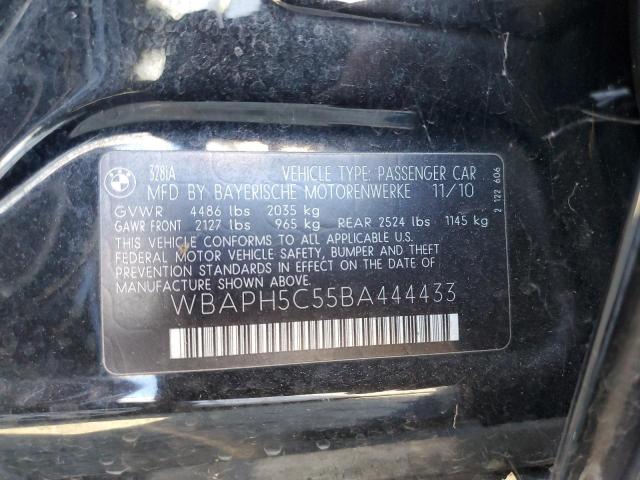 BMW
328iA VEHICLE TYPE: PASSENGER CAR
MFD BY BAYERISCHE MOTORENWERKE 11/10
GVWR 4486 lbs 2035 kg
GAWR FRONT 2127 lbs 965 kg REAR 2524 lbs 1145 kg
THIS VEHICLE CONFORMS TO ALL APPLICABLE U.S.
FEDERAL MOTOR VEHICLE SAFETY, BUMPER AND THEFT
PREVENTION STANDARDS IN EFFECT ON THE DATE OF
MANUFACTURE SHOWN ABOVE.
WBAPH5C55BA444433
2 122 606